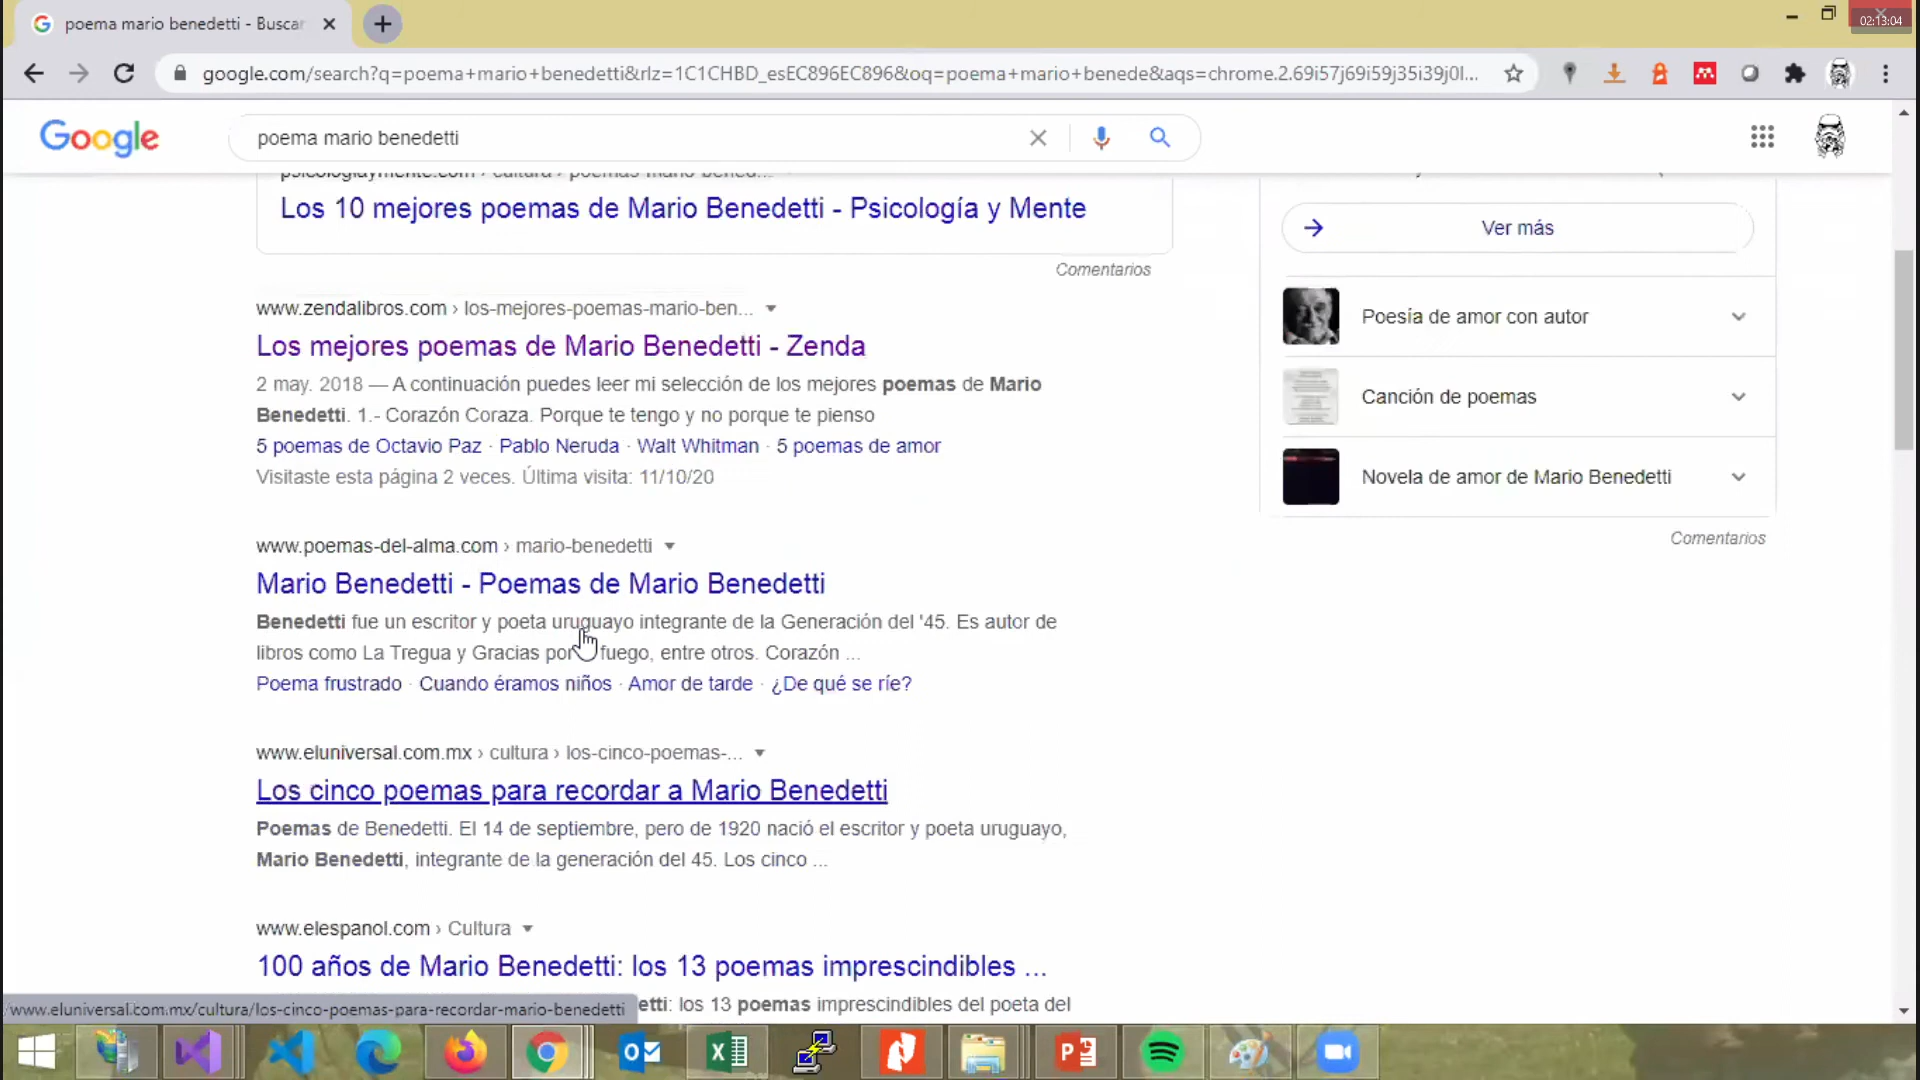 poema mario benedetti - Buscar
02:13:04
google.com/search?q=poema+mario+benedetti&rlz=1C1CHBD_esEC896EC896&oq=poema+mario+benede&aqs=chrome.2.69i57j69i59j35i39j0l...
Google
poema mario benedetti
psicologiaymente.com › cultura › poemas-mario-bened...
Los 10 mejores poemas de Mario Benedetti - Psicología y Mente
Comentarios
www.zendalibros.com › los-mejores-poemas-mario-ben...
Los mejores poemas de Mario Benedetti - Zenda
2 may. 2018 — A continuación puedes leer mi selección de los mejores poemas de Mario
Benedetti. 1.- Corazón Coraza. Porque te tengo y no porque te pienso
5 poemas de Octavio Paz · Pablo Neruda · Walt Whitman · 5 poemas de amor
Visitaste esta página 2 veces. Última visita: 11/10/20
www.poemas-del-alma.com › mario-benedetti
Mario Benedetti - Poemas de Mario Benedetti
Benedetti fue un escritor y poeta uruguayo integrante de la Generación del '45. Es autor de
libros como La Tregua y Gracias por fuego, entre otros. Corazón ...
Poema frustrado · Cuando éramos niños · Amor de tarde · ¿De qué se ríe?
www.eluniversal.com.mx › cultura › los-cinco-poemas-...
Los cinco poemas para recordar a Mario Benedetti
Poemas de Benedetti. El 14 de septiembre, pero de 1920 nació el escritor y poeta uruguayo,
Mario Benedetti, integrante de la generación del 45. Los cinco ...
www.elespanol.com › Cultura
100 años de Mario Benedetti: los 13 poemas imprescindibles ...
etti: los 13 poemas imprescindibles del poeta del
/www.eluniversal.com.mx/cultura/los-cinco-poemas-para-recordar-mario-benedetti
Ver más
Poesía de amor con autor
Canción de poemas
Novela de amor de Mario Benedetti
Comentarios